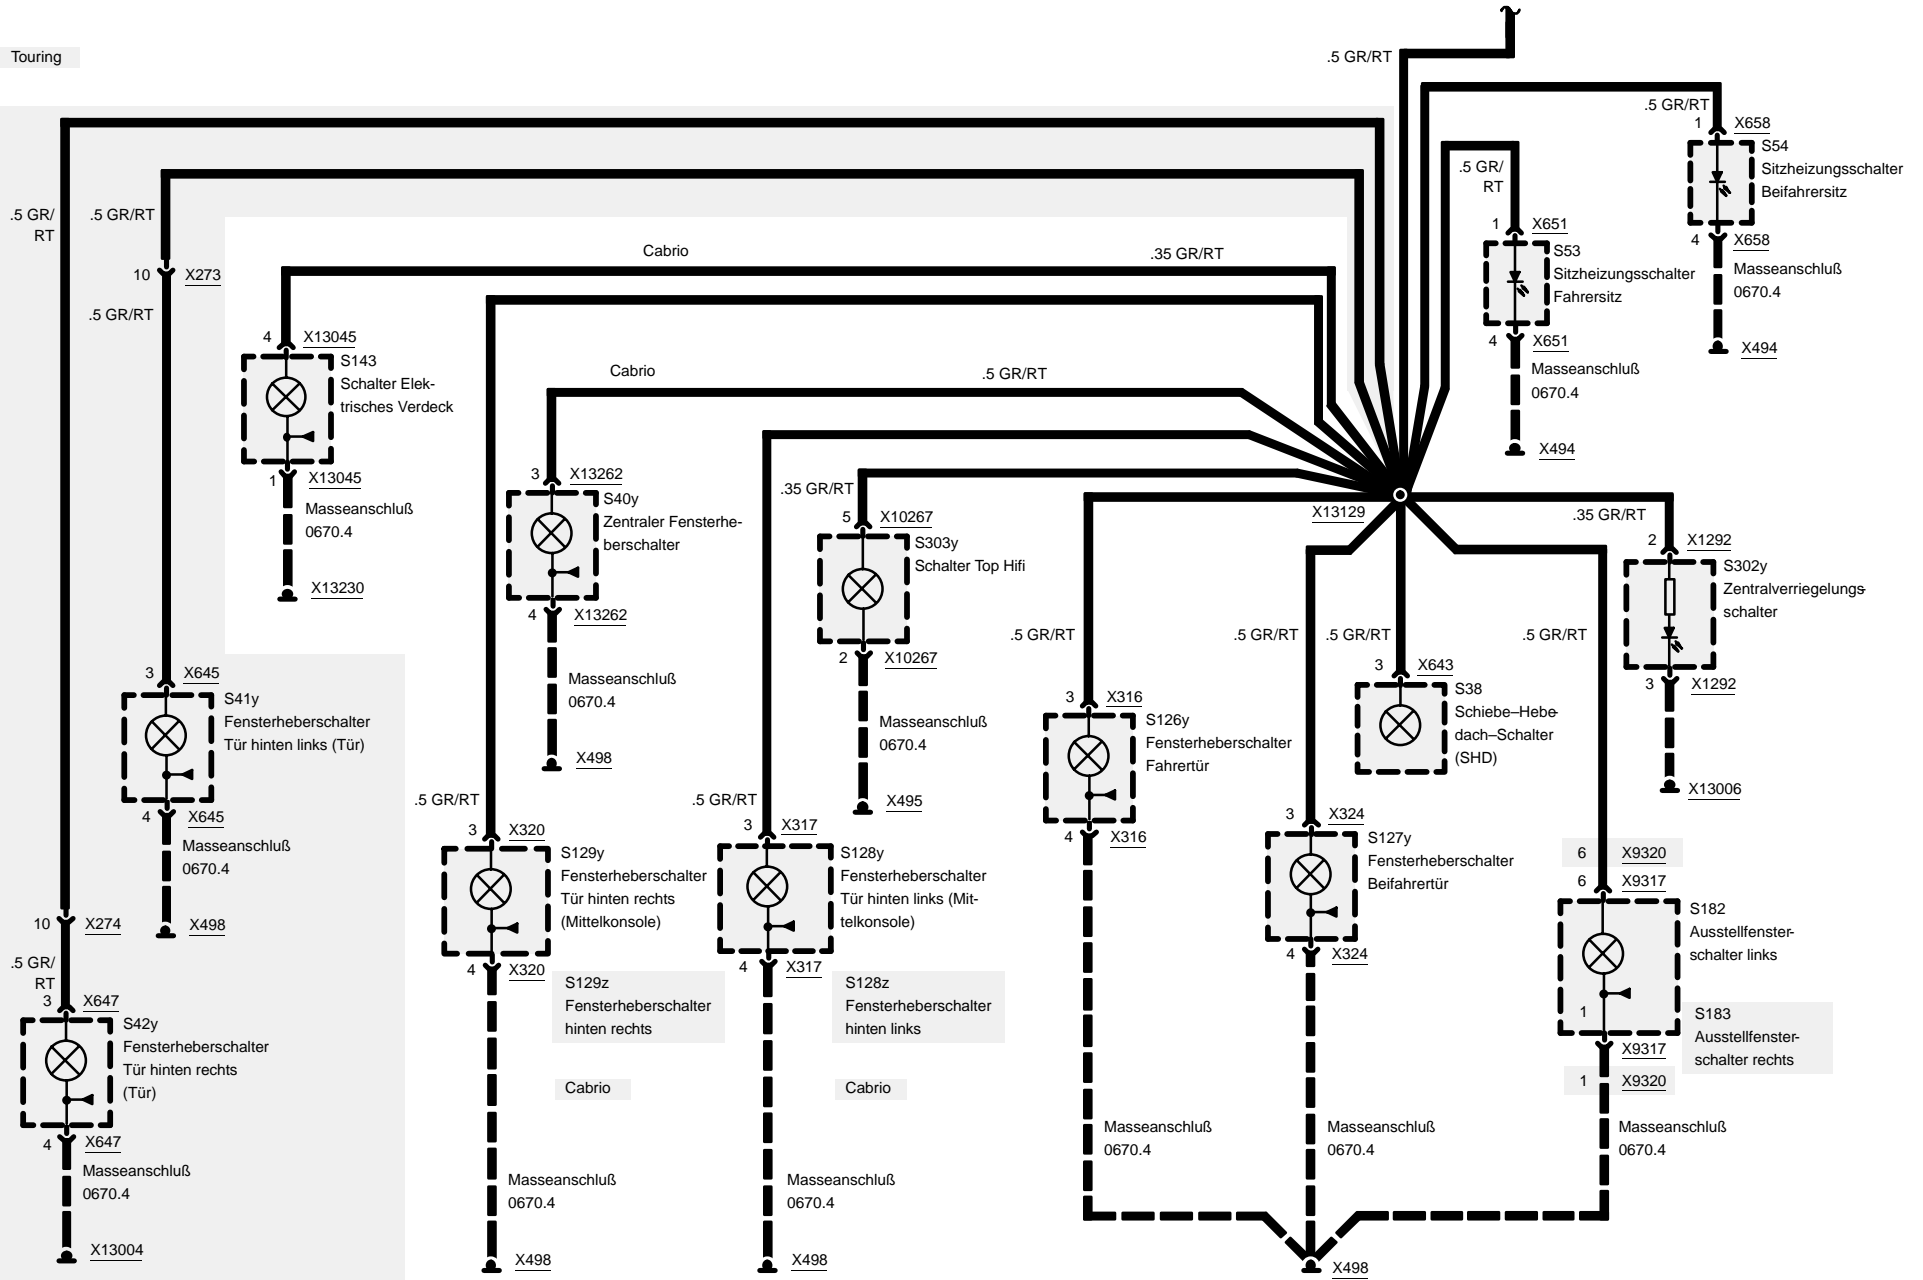 Touring
.5 GR/RT
.5 GR/RT
1 X658
S54
Sitzheizungsschalter
Beifahrersitz
4 X658
Masseanschluß
0670.4
X494
.5 GR/
RT
1 X651
S53
Sitzheizungsschalter
Fahrersitz
4 X651
Masseanschluß
0670.4
X494
.5 GR/
RT
.5 GR/RT
10 X273
.5 GR/RT
Cabrio
.35 GR/RT
4 X13045
S143
Schalter Elek-
trisches Verdeck
1 X13045
Masseanschluß
0670.4
X13230
Cabrio
.5 GR/RT
3 X13262
S40y
Zentraler Fensterhe-
berschalter
4 X13262
Masseanschluß
0670.4
X498
.35 GR/RT
5 X10267
S303y
Schalter Top Hifi
2 X10267
Masseanschluß
0670.4
X495
X13129
.35 GR/RT
2 X1292
S302y
Zentralverriegelungs-
schalter
3 X1292
X13006
3 X645
S41y
Fensterheberschalter
Tür hinten links (Tür)
4 X645
Masseanschluß
0670.4
X498
10 X274
.5 GR/
RT
3 X647
S42y
Fensterheberschalter
Tür hinten rechts
(Tür)
4 X647
Masseanschluß
0670.4
X13004
.5 GR/RT
3 X320
S129y
Fensterheberschalter
Tür hinten rechts
(Mittelkonsole)
4 X320
S129z
Fensterheberschalter
hinten rechts
Cabrio
Masseanschluß
0670.4
X498
.5 GR/RT
3 X317
S128y
Fensterheberschalter
Tür hinten links (Mit-
telkonsole)
4 X317
S128z
Fensterheberschalter
hinten links
Cabrio
Masseanschluß
0670.4
X498
.5 GR/RT
3 X316
S126y
Fensterheberschalter
Fahrertür
4 X316
Masseanschluß
0670.4
.5 GR/RT
3 X324
S127y
Fensterheberschalter
Beifahrertür
4 X324
Masseanschluß
0670.4
X498
.5 GR/RT
3 X643
S38
Schiebe–Hebe-
dach–Schalter
(SHD)
.5 GR/RT
6 X9320
6 X9317
S182
Ausstellfenster-
schalter links
1
S183
Ausstellfenster-
schalter rechts
X9317
1 X9320
Masseanschluß
0670.4